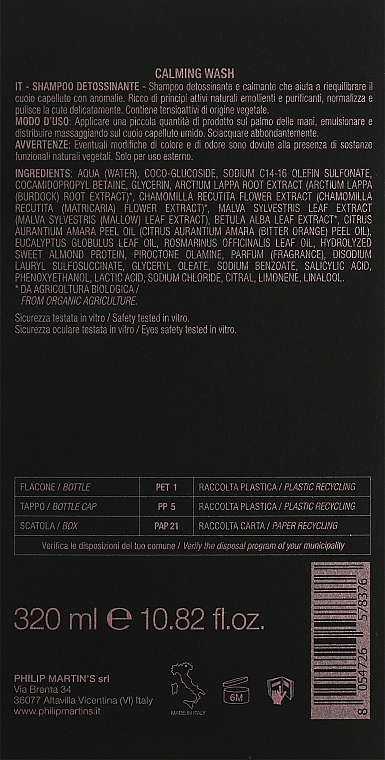 CALMING WASH
IT - SHAMPOO DETOSSINANTE - Shampoo detossinante e calmante che aiuta a riequilibrare il
cuoio capelluto con anomalie. Ricco di principi attivi naturali emollienti e purificanti, normalizza e
pulisce la cute delicatamente. Contiene tensioattivi di origine vegetale.
MODO D'USO: Applicare una piccola quantità di prodotto sul palmo delle mani, emulsionare e
distribuire massaggiando sul cuoio capelluto umido. Sciacquare abbondantemente.
AVVERTENZE: Eventuali modifiche di colore e di odore sono dovute alla presenza di sostanze
funzionali naturali vegetali. Solo per uso esterno.
INGREDIENTS: AQUA (WATER), COCO-GLUCOSIDE, SODIUM C14-16 OLEFIN SULFONATE,
COCAMIDOPROPYL BETAINE, GLYCERIN, ARCTIUM LAPPA ROOT EXTRACT (ARCTIUM LAPPA
(BURDOCK) ROOT EXTRACT)*, CHAMOMILLA RECUTITA FLOWER EXTRACT (CHAMOMILLA
RECUTITA (MATRICARIA) FLOWER EXTRACT)*, MALVA SYLVESTRIS LEAF EXTRACT
(MALVA SYLVESTRIS (MALLOW) LEAF EXTRACT), BETULA ALBA LEAF EXTRACT*, CITRUS
AURANTIUM AMARA PEEL OIL (CITRUS AURANTIUM AMARA (BITTER ORANGE) PEEL OIL),
EUCALYPTUS GLOBULUS LEAF OIL, ROSMARINUS OFFICINALIS LEAF OIL, HYDROLYZED
SWEET ALMOND PROTEIN, PIROCTONE OLAMINE, PARFUM (FRAGRANCE), DISODIUM
LAURYL SULFOSUCCINATE, GLYCERYL OLEATE, SODIUM BENZOATE, SALICYLIC ACID,
PHENOXYETHANOL, LACTIC ACID, SODIUM CHLORIDE, CITRAL, LIMONENE, LINALOOL.
* DA AGRICOLTURA BIOLOGICA /
FROM ORGANIC AGRICULTURE.
Sicurezza testata in vitro / Safety tested in vitro.
Sicurezza oculare testata in vitro / Eyes safety tested in vitro.
FLACONE / BOTTLE PET 1 RACCOLTA PLASTICA / PLASTIC RECYCLING
TAPPO / BOTTLE CAP PP 5 RACCOLTA PLASTICA / PLASTIC RECYCLING
SCATOLA / BOX PAP 21 RACCOLTA CARTA / PAPER RECYCLING
Verifica le disposizioni del tuo comune / Verify the disposal program of your municipality
320 ml e 10.82 fl.oz.
PHILIP MARTIN'S srl
Via Brenta 34
36077 Altavilla Vicentina (VI) Italy
www.philipmartins.it
MADE IN ITALY
6M
8 054726 578376